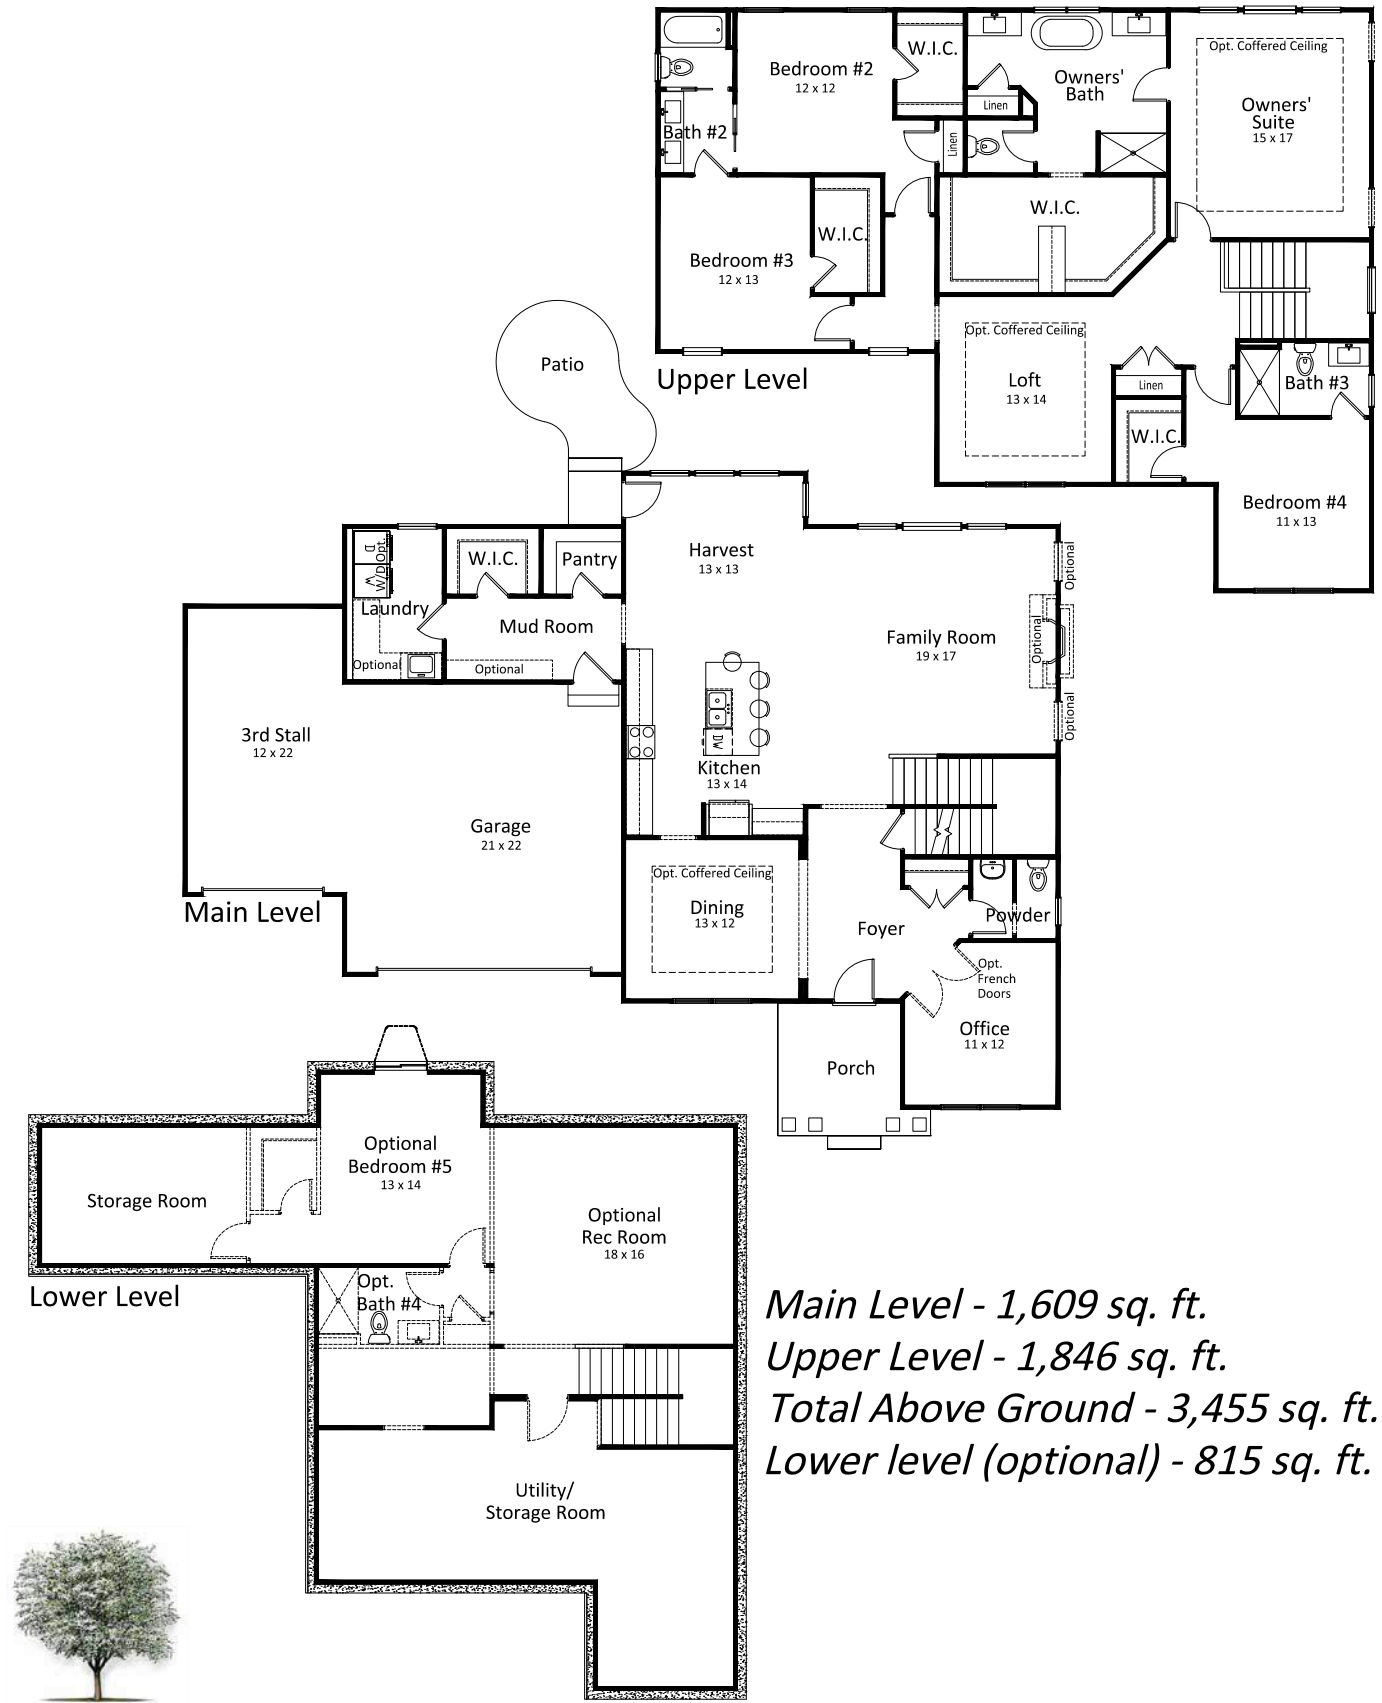 Bedroom #2
12 x 12
W.I.C.
Linen
Owners'
Bath
Opt. Coffered Ceiling
Owners'
Suite
15 x 17
Bath #2
Linen
W.I.C.
Bedroom #3
12 x 13
W.I.C.
Opt. Coffered Ceiling
Loft
13 x 14
Linen
Bath #3
W.I.C.
Bedroom #4
11 x 13
Upper Level
Patio
Harvest
13 x 13
D
W
W/D Opt.
W.I.C.
Pantry
Laundry
Mud Room
Optional
Optional
Family Room
19 x 17
Optional
Optional
Optional
3rd Stall
12 x 22
DW
Kitchen
13 x 14
Garage
21 x 22
Opt. Coffered Ceiling
Dining
13 x 12
Foyer
Powder
Opt.
French
Doors
Office
11 x 12
Porch
Main Level
Optional
Bedroom #5
13 x 14
Storage Room
Optional
Rec Room
18 x 16
Opt.
Bath #4
Lower Level
Utility/
Storage Room
Main Level - 1,609 sq. ft.
Upper Level - 1,846 sq. ft.
Total Above Ground - 3,455 sq. ft.
Lower level (optional) - 815 sq. ft.